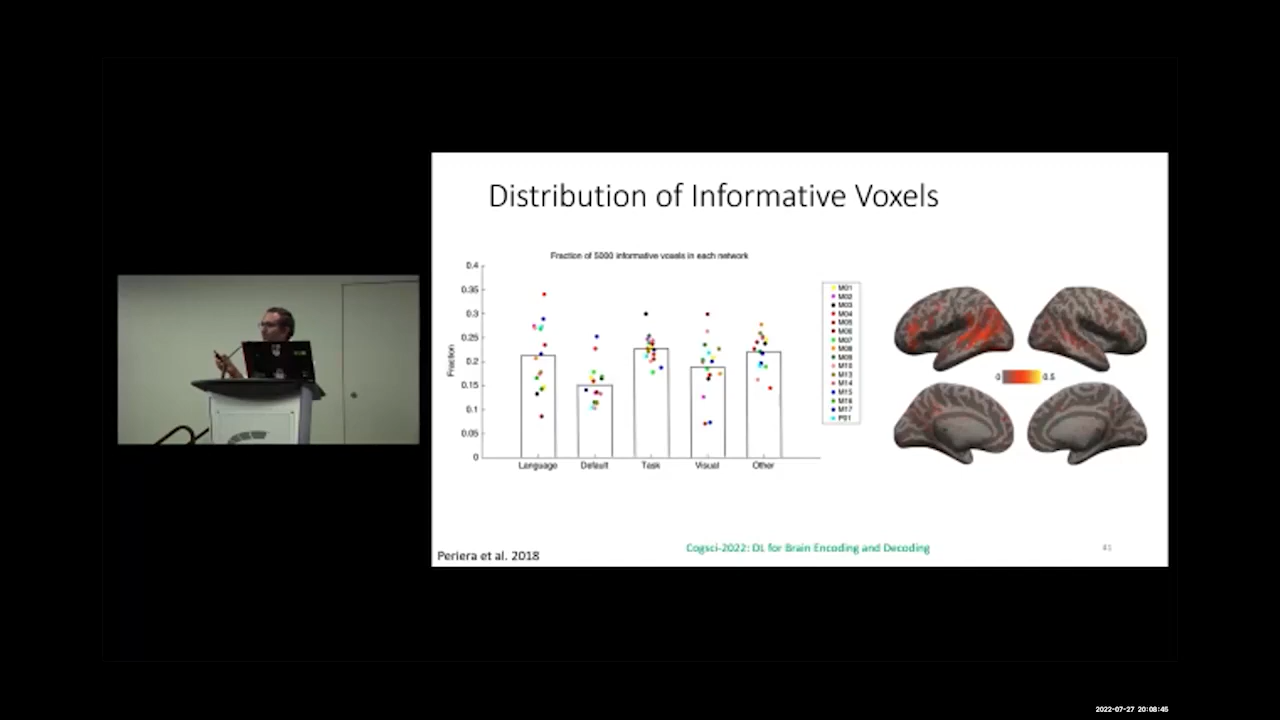 Distribution of Informative Voxels
Fraction of 5000 informative voxels in each network
0.4
0.35
0.3
0.25
0.2
0.15
0.1
0.05
0
Fraction
Language Default Task Visual Other
M01
M02
M03
M04
M05
M06
M07
M08
M09
M10
M13
M14
M15
M16
M17
P01
0 0.5
Periera et al. 2018
Cogsci-2022: DL for Brain Encoding and Decoding
2022-07-27 20:08:45